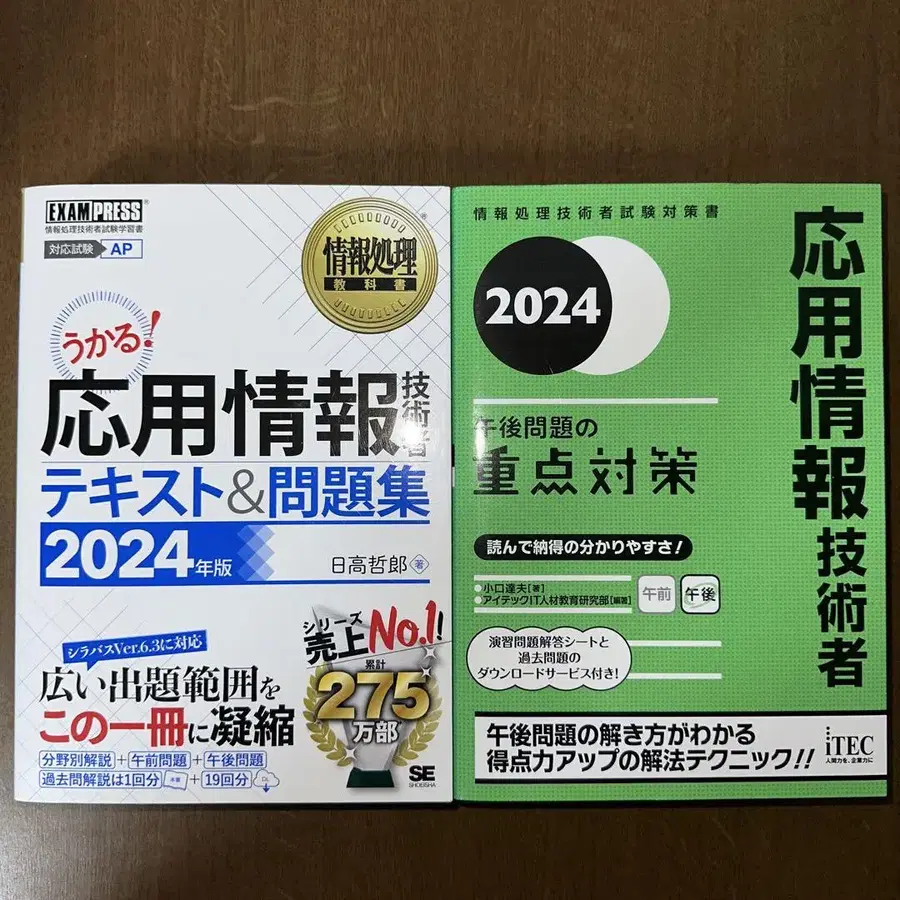 EXAMPRESS®
情報処理技術者試験学習書
対応試験 AP
情報処理
教科書
®
うかる!
応用情報技術者
テキスト&問題集
2024年版
日高哲郎 著
シラバスVer.6.3に対応
広い出題範囲を
この一冊に凝縮
分野別解説+午前問題+午後問題
過去問解説は1回分 本書 +19回分 DL
シリーズ
売上No.1!
累計
275
万部
SE
SHOEISHA
情報処理技術者試験対策書
2024
応用情報技術者
午後問題の
重点対策
読んで納得の分かりやすさ!
小口達夫[著]
アイテックIT人材教育研究部[編著]
午前 午後
演習問題解答シートと
過去問題の
ダウンロードサービス付き!
午後問題の解き方がわかる
得点力アップの解法テクニック!!
iTEC
人間力を、企業力に